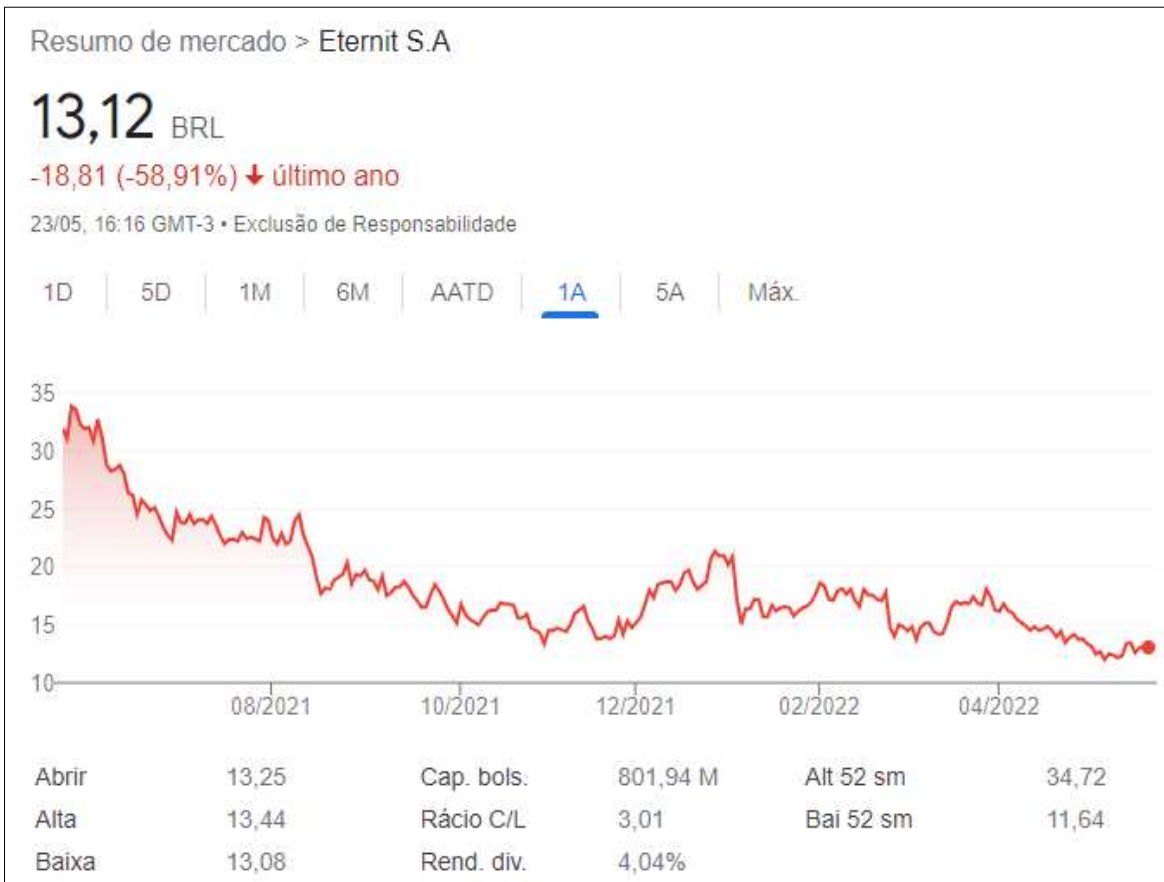 Resumo de mercado > Eternit S.A
13,12 BRL
-18,81 (-58,91%) ↓ último ano
23/05, 16:16 GMT-3 • Exclusão de Responsabilidade
1D 5D 1M 6M AATD 1A 5A Máx.
35
30
25
20
15
10
08/2021 10/2021 12/2021 02/2022 04/2022
Abrir 13,25 Cap. bols. 801,94 M Alt 52 sm 34,72
Alta 13,44 Rácio C/L 3,01 Bai 52 sm 11,64
Baixa 13,08 Rend. div. 4,04%